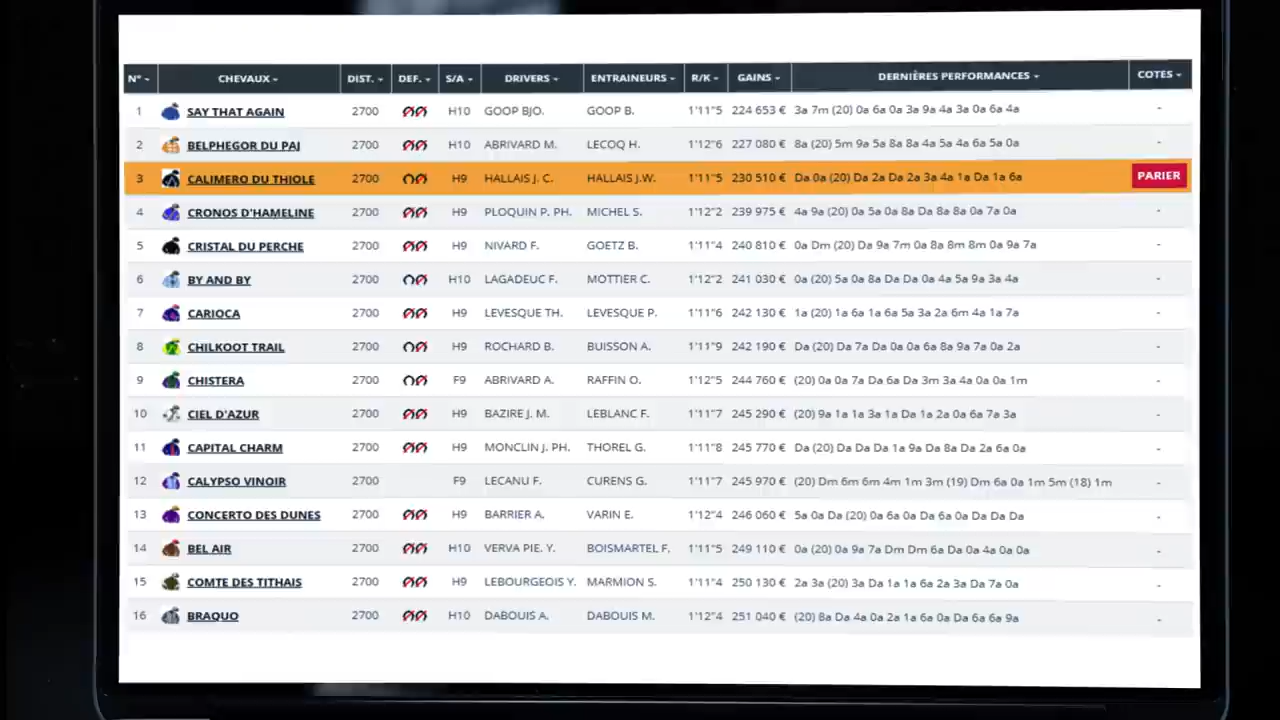 N° CHEVAUX DIST. DEF. S/A DRIVERS ENTRAINEURS R/K GAINS DERNIÈRES PERFORMANCES COTES
1 SAY THAT AGAIN 2700 H10 GOOP BJO. GOOP B. 1'11"5 224 653 € 3a 7m (20) 0a 6a 0a 3a 9a 4a 3a 0a 6a 4a -
2 BELPHEGOR DU PAJ 2700 H10 ABRIVARD M. LECOQ H. 1'12"6 227 080 € 8a (20) 5m 9a 5a 8a 8a 4a 5a 4a 6a 5a 0a -
3 CALIMERO DU THIOLE 2700 H9 HALLAIS J. C. HALLAIS J.W. 1'11"5 230 510 € Da 0a (20) Da 2a Da 2a 3a 4a 1a Da 1a 6a PARIER
4 CRONOS D'HAMELINE 2700 H9 PLOQUIN P. PH. MICHEL S. 1'12"2 239 975 € 4a 9a (20) 0a 5a 0a 8a Da 8a 8a 0a 7a 0a -
5 CRISTAL DU PERCHE 2700 H9 NIVARD F. GOETZ B. 1'11"4 240 810 € 0a Dm (20) Da 9a 7m 0a 8a 8m 8m 0a 9a 7a -
6 BY AND BY 2700 H10 LAGADEUC F. MOTTIER C. 1'12"2 241 030 € 0a (20) 5a 0a 8a Da Da 0a 4a 5a 9a 3a 4a -
7 CARIOCA 2700 H9 LEVESQUE TH. LEVESQUE P. 1'11"6 242 130 € 1a (20) 1a 6a 1a 6a 5a 3a 2a 6m 4a 1a 7a -
8 CHILKOOT TRAIL 2700 H9 ROCHARD B. BUISSON A. 1'11"9 242 190 € Da (20) Da 7a Da 0a 0a 6a 8a 9a 7a 0a 2a -
9 CHISTERA 2700 F9 ABRIVARD A. RAFFIN O. 1'12"5 244 760 € (20) 0a 0a 7a Da 6a Da 3m 3a 4a 0a 0a 1m -
10 CIEL D'AZUR 2700 H9 BAZIRE J. M. LEBLANC F. 1'11"7 245 290 € (20) 9a 1a 1a 3a 1a Da 1a 2a 0a 6a 7a 3a -
11 CAPITAL CHARM 2700 H9 MONCLIN J. PH. THOREL G. 1'11"8 245 770 € Da (20) Da Da Da 1a 9a Da 8a Da 2a 6a 0a -
12 CALYPSO VINOIR 2700 F9 LECANU F. CURENS G. 1'11"7 245 970 € (20) Dm 6m 6m 4m 1m 3m (19) Dm 6a 0a 1m 5m (18) 1m -
13 CONCERTO DES DUNES 2700 H9 BARRIER A. VARIN E. 1'12"4 246 060 € 5a 0a Da (20) 0a 6a 0a Da 6a 0a Da Da Da -
14 BEL AIR 2700 H10 VERVA PIE. Y. BOISMARTEL F. 1'11"5 249 110 € 0a (20) 0a 9a 7a Dm Dm 6a Da 0a 4a 0a 0a -
15 COMTE DES TITHAIS 2700 H9 LEBOURGEOIS Y. MARMION S. 1'11"4 250 130 € 2a 3a (20) 3a Da 1a 1a 6a 2a 3a Da 7a 0a -
16 BRAQUO 2700 H10 DABOUIS A. DABOUIS M. 1'12"4 251 040 € (20) 8a Da 4a 0a 2a 1a 6a 0a Da 6a 6a 9a -